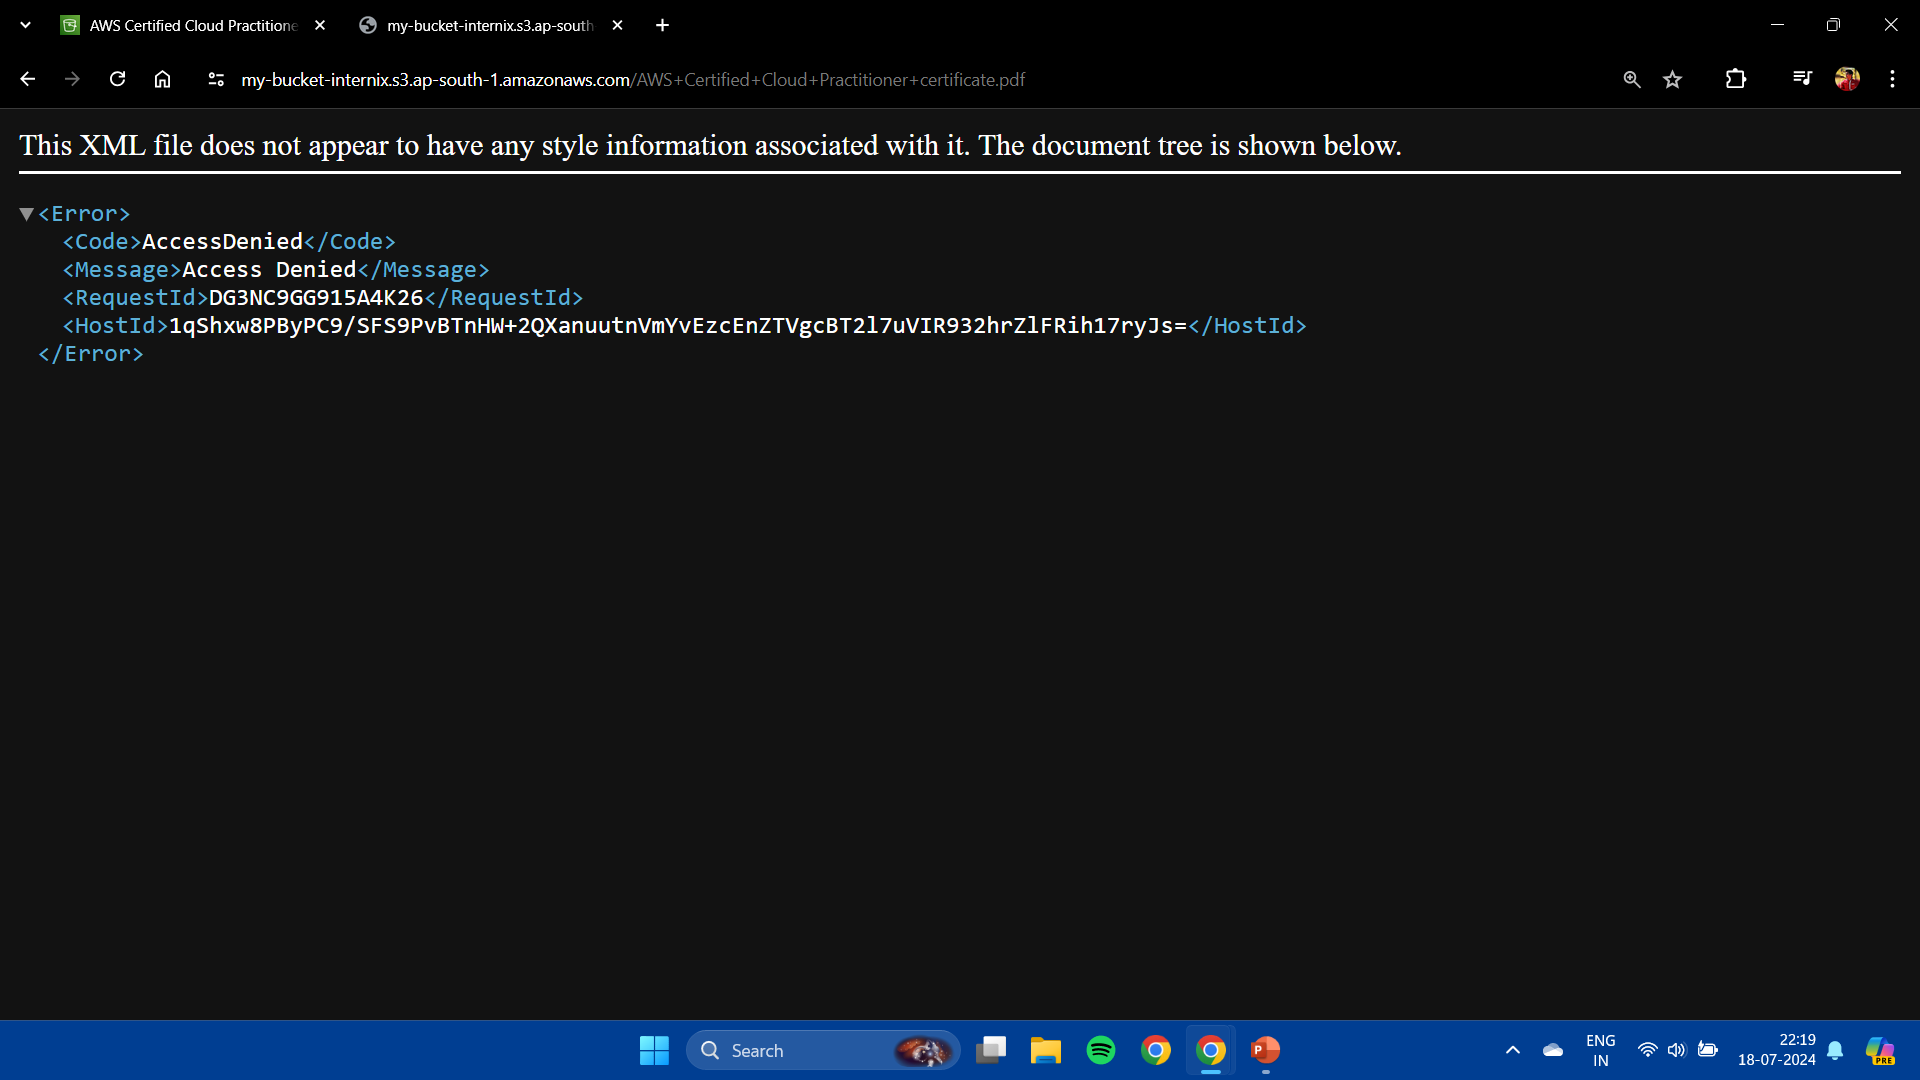 AWS Certified Cloud Practitione
my-bucket-internix.s3.ap-south
my-bucket-internix.s3.ap-south-1.amazonaws.com/AWS+Certified+Cloud+Practitioner+certificate.pdf
This XML file does not appear to have any style information associated with it. The document tree is shown below.
<Error>
<Code>AccessDenied</Code>
<Message>Access Denied</Message>
<RequestId>DG3NC9GG915A4K26</RequestId>
<HostId>1qShxw8PByPC9/SFS9PvBTnHW+2QXanuutnVmYvEzcEnZTVgcBT2l7uVIR932hrZlFRih17ryJs=</HostId>
</Error>
Search
P
ENG
IN
22:19
18-07-2024
PRE